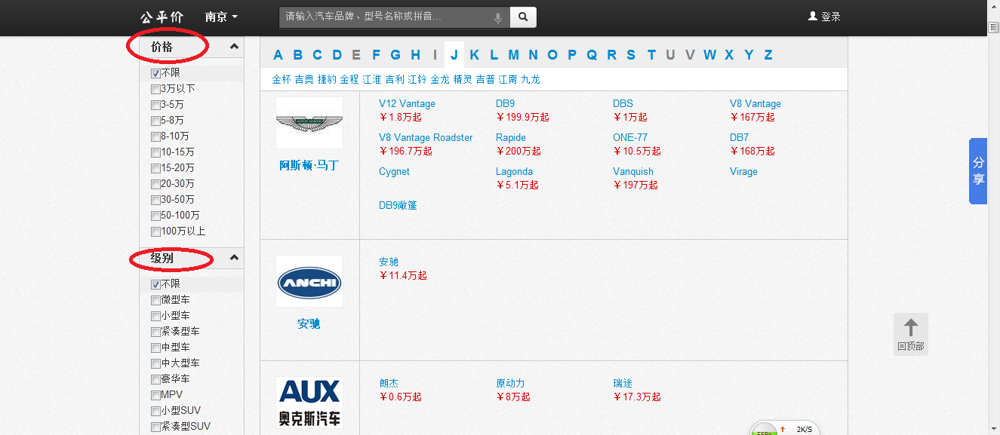 公平价 南京 请输入汽车品牌、型号名称或拼音... 登录
价格
不限
3万以下
3-5万
5-8万
8-10万
10-15万
15-20万
20-30万
30-50万
50-100万
100万以上
级别
不限
微型车
小型车
紧凑型车
中型车
中大型车
豪华车
MPV
小型SUV
紧凑型SUV
A B C D E F G H I J K L M N O P Q R S T U V W X Y Z
金杯 吉奥 捷豹 金程 江淮 吉利 江铃 金龙 精灵 吉普 江南 九龙
ASTON MARTIN
阿斯顿·马丁
V12 Vantage DB9 DBS V8 Vantage
￥1.8万起 ￥199.9万起 ￥1万起 ￥167万起
V8 Vantage Roadster Rapide ONE-77 DB7
￥196.7万起 ￥200万起 ￥10.5万起 ￥168万起
Cygnet Lagonda Vanquish Virage
￥5.1万起 ￥197万起
DB9敞篷
ANCHI
安驰
安驰
￥11.4万起
AUX
奥克斯汽车
朗杰 原动力 瑞途
￥0.6万起 ￥8万起 ￥17.3万起
分享
回顶部
55% 2K/S